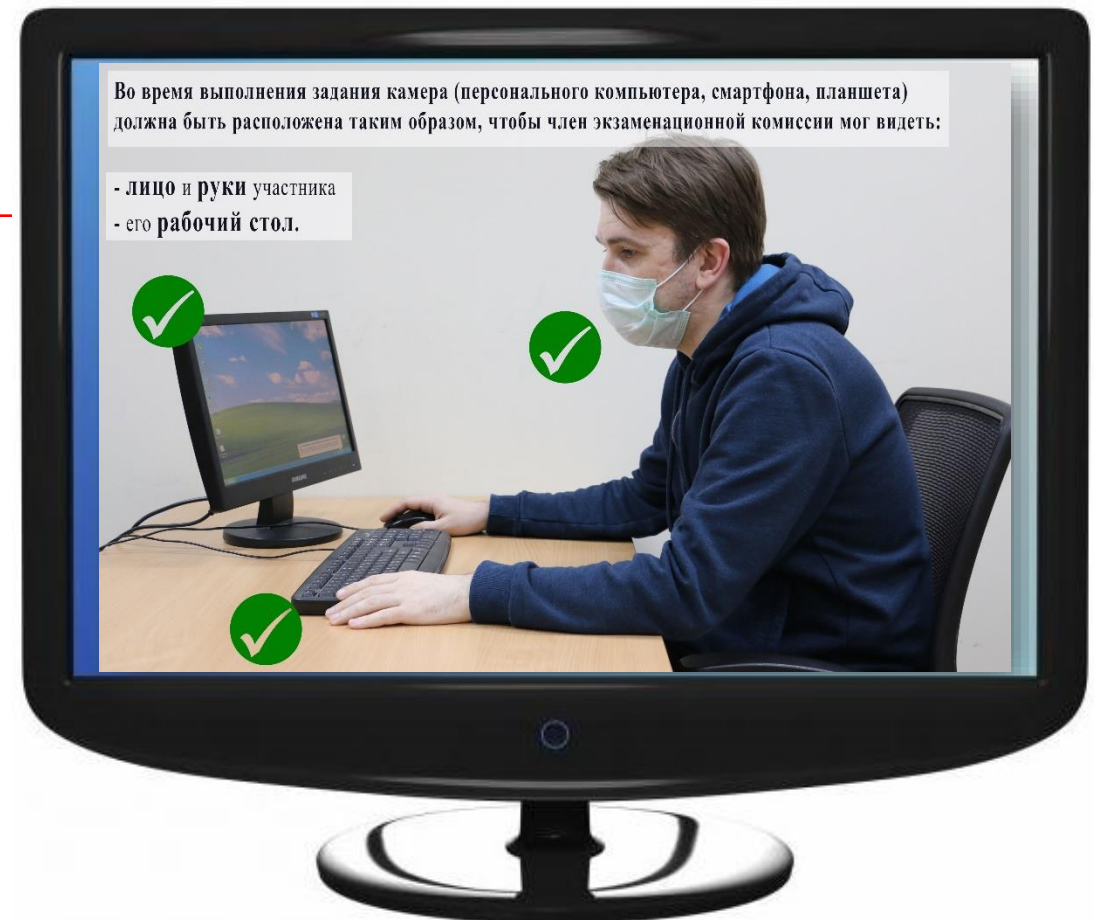 Во время выполнения задания камера (персонального компьютера, смартфона, планшета)
должна быть расположена таким образом, чтобы член экзаменационной комиссии мог видеть:
- лицо и руки участника
- его рабочий стол.
SAMSUNG